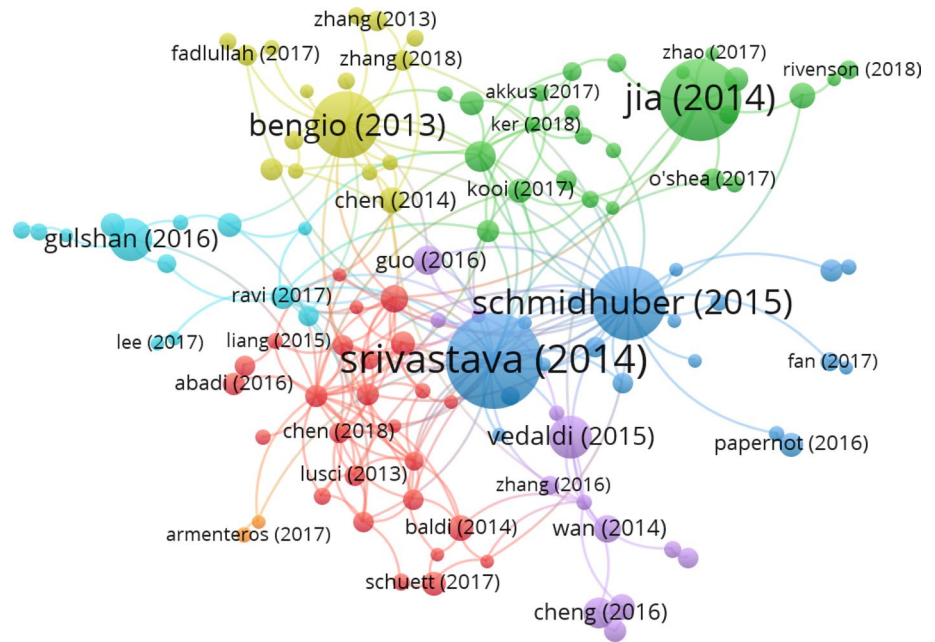 zhang (2013)
fadlullah (2017)
zhang (2018)
zhao (2017)
rivenson (2018)
akkus (2017)
jia (2014)
bengio (2013)
ker (2018)
kooi (2017)
o'shea (2017)
chen (2014)
gulshan (2016)
guo (2016)
ravi (2017)
schmidhuber (2015)
lee (2017)
liang (2015)
srivastava (2014)
fan (2017)
abadi (2016)
chen (2018)
vedaldi (2015)
papernot (2016)
lusci (2013)
zhang (2016)
armenteros (2017)
baldi (2014)
wan (2014)
schuett (2017)
cheng (2016)